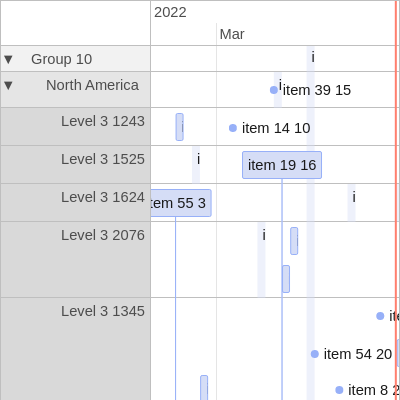 2022
Mar
▼ Group 10 i
▼ North America i item 39 15
Level 3 1243 item 14 10
Level 3 1525 i item 19 16
Level 3 1624 tem 55 3 i
Level 3 2076 i
Level 3 1345
item 54 20
item 8